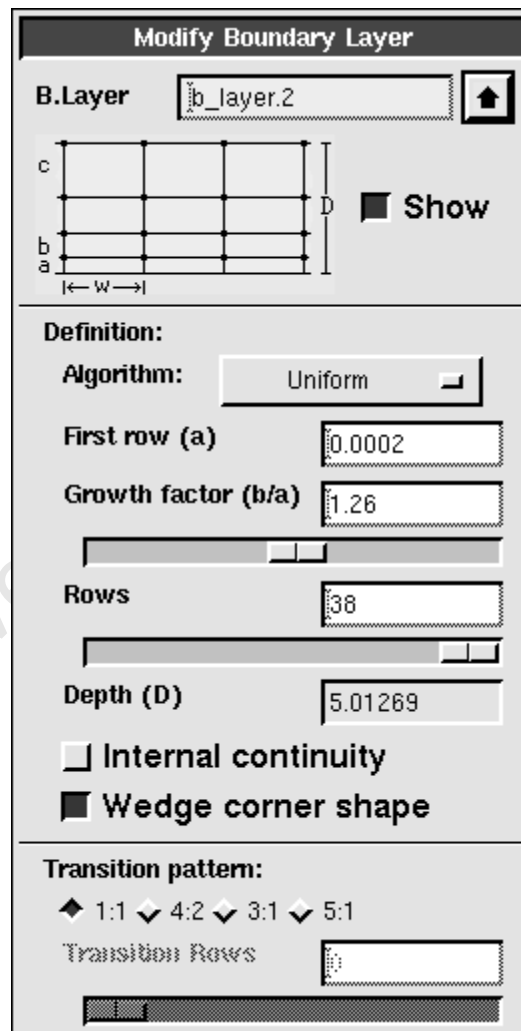 Modify Boundary Layer
B.Layer b_layer.2
c
b
a
D
w
Show
Definition:
Algorithm: Uniform
First row (a) 0.0002
Growth factor (b/a) 1.26
Rows 38
Depth (D) 5.01269
Internal continuity
Wedge corner shape
Transition pattern:
1:1 4:2 3:1 5:1
Transition Rows 0